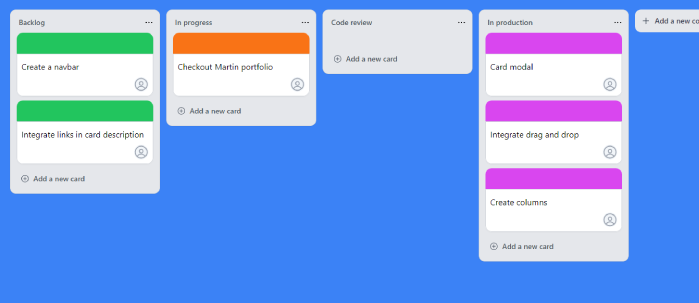 Backlog
Create a navbar
Integrate links in card description
Add a new card
In progress
Checkout Martin portfolio
Add a new card
Code review
Add a new card
In production
Card modal
Integrate drag and drop
Create columns
Add a new card
Add a new co